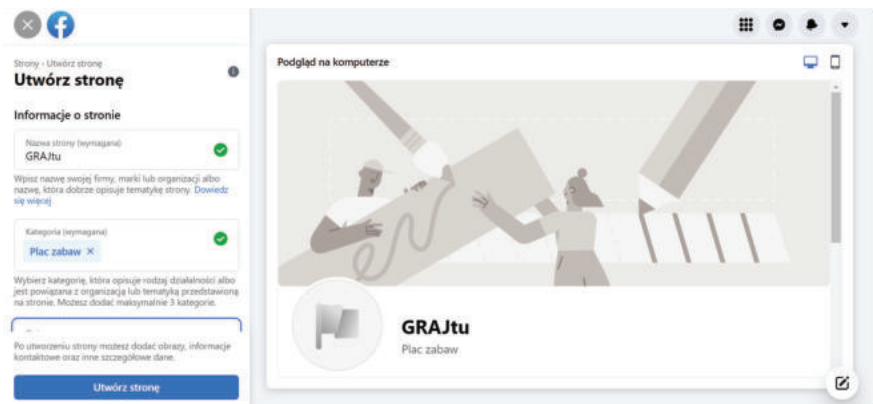 Strony › Utwórz stronę
Utwórz stronę
Informacje o stronie
Nazwa strony (wymagana)
GRAJtu
Wpisz nazwę swojej firmy, marki lub organizacji albo
nazwę, która dobrze opisuje tematykę strony. Dowiedz
się więcej
Kategoria (wymagana)
Plac zabaw ×
Wybierz kategorię, która opisuje rodzaj działalności albo
jest powiązana z organizacją lub tematyką przedstawioną
na stronie. Możesz dodać maksymalnie 3 kategorie.
Po utworzeniu strony możesz dodać obrazy, informacje
kontaktowe oraz inne szczegółowe dane.
Utwórz stronę
Podgląd na komputerze
GRAJtu
Plac zabaw